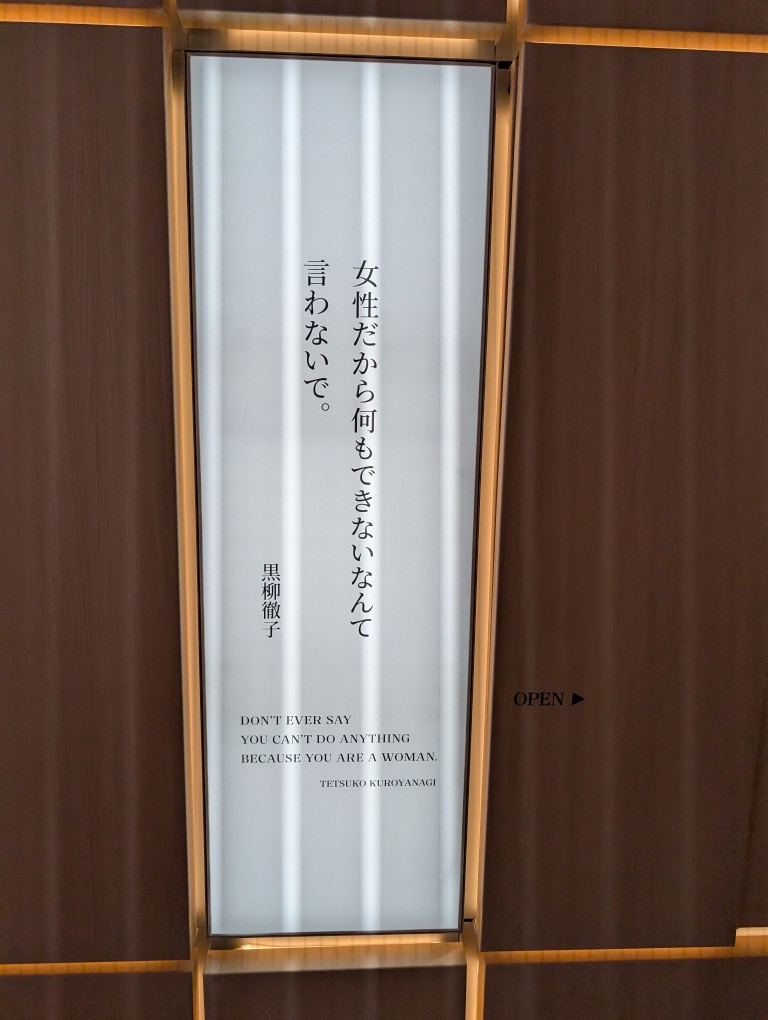 女性だから何もできないなんて
言わないで。
黒柳徹子
DON'T EVER SAY
YOU CAN'T DO ANYTHING
BECAUSE YOU ARE A WOMAN.
TETSUKO KUROYANAGI
OPEN ▶